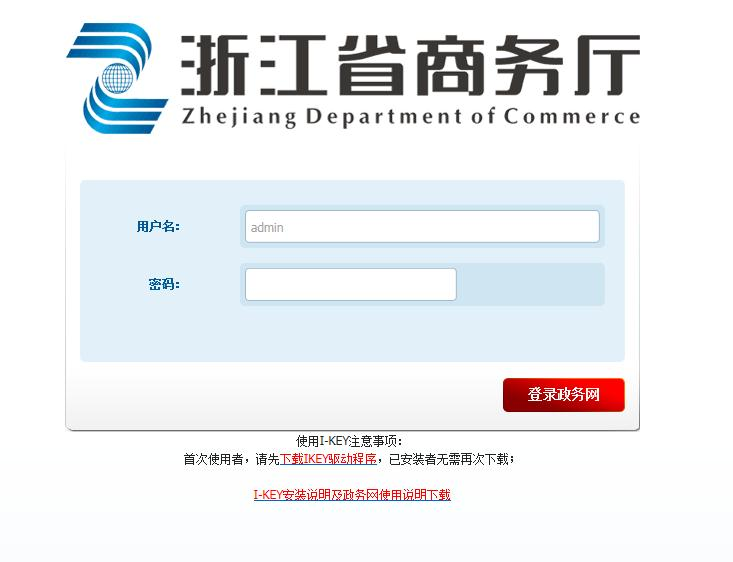 浙江省商务厅
Zhejiang Department of Commerce
用户名:
admin
密码:
登录政务网
使用I-KEY注意事项:
首次使用者，请先下载IKEY驱动程序，已安装者无需再次下载;
I-KEY安装说明及政务网使用说明下载